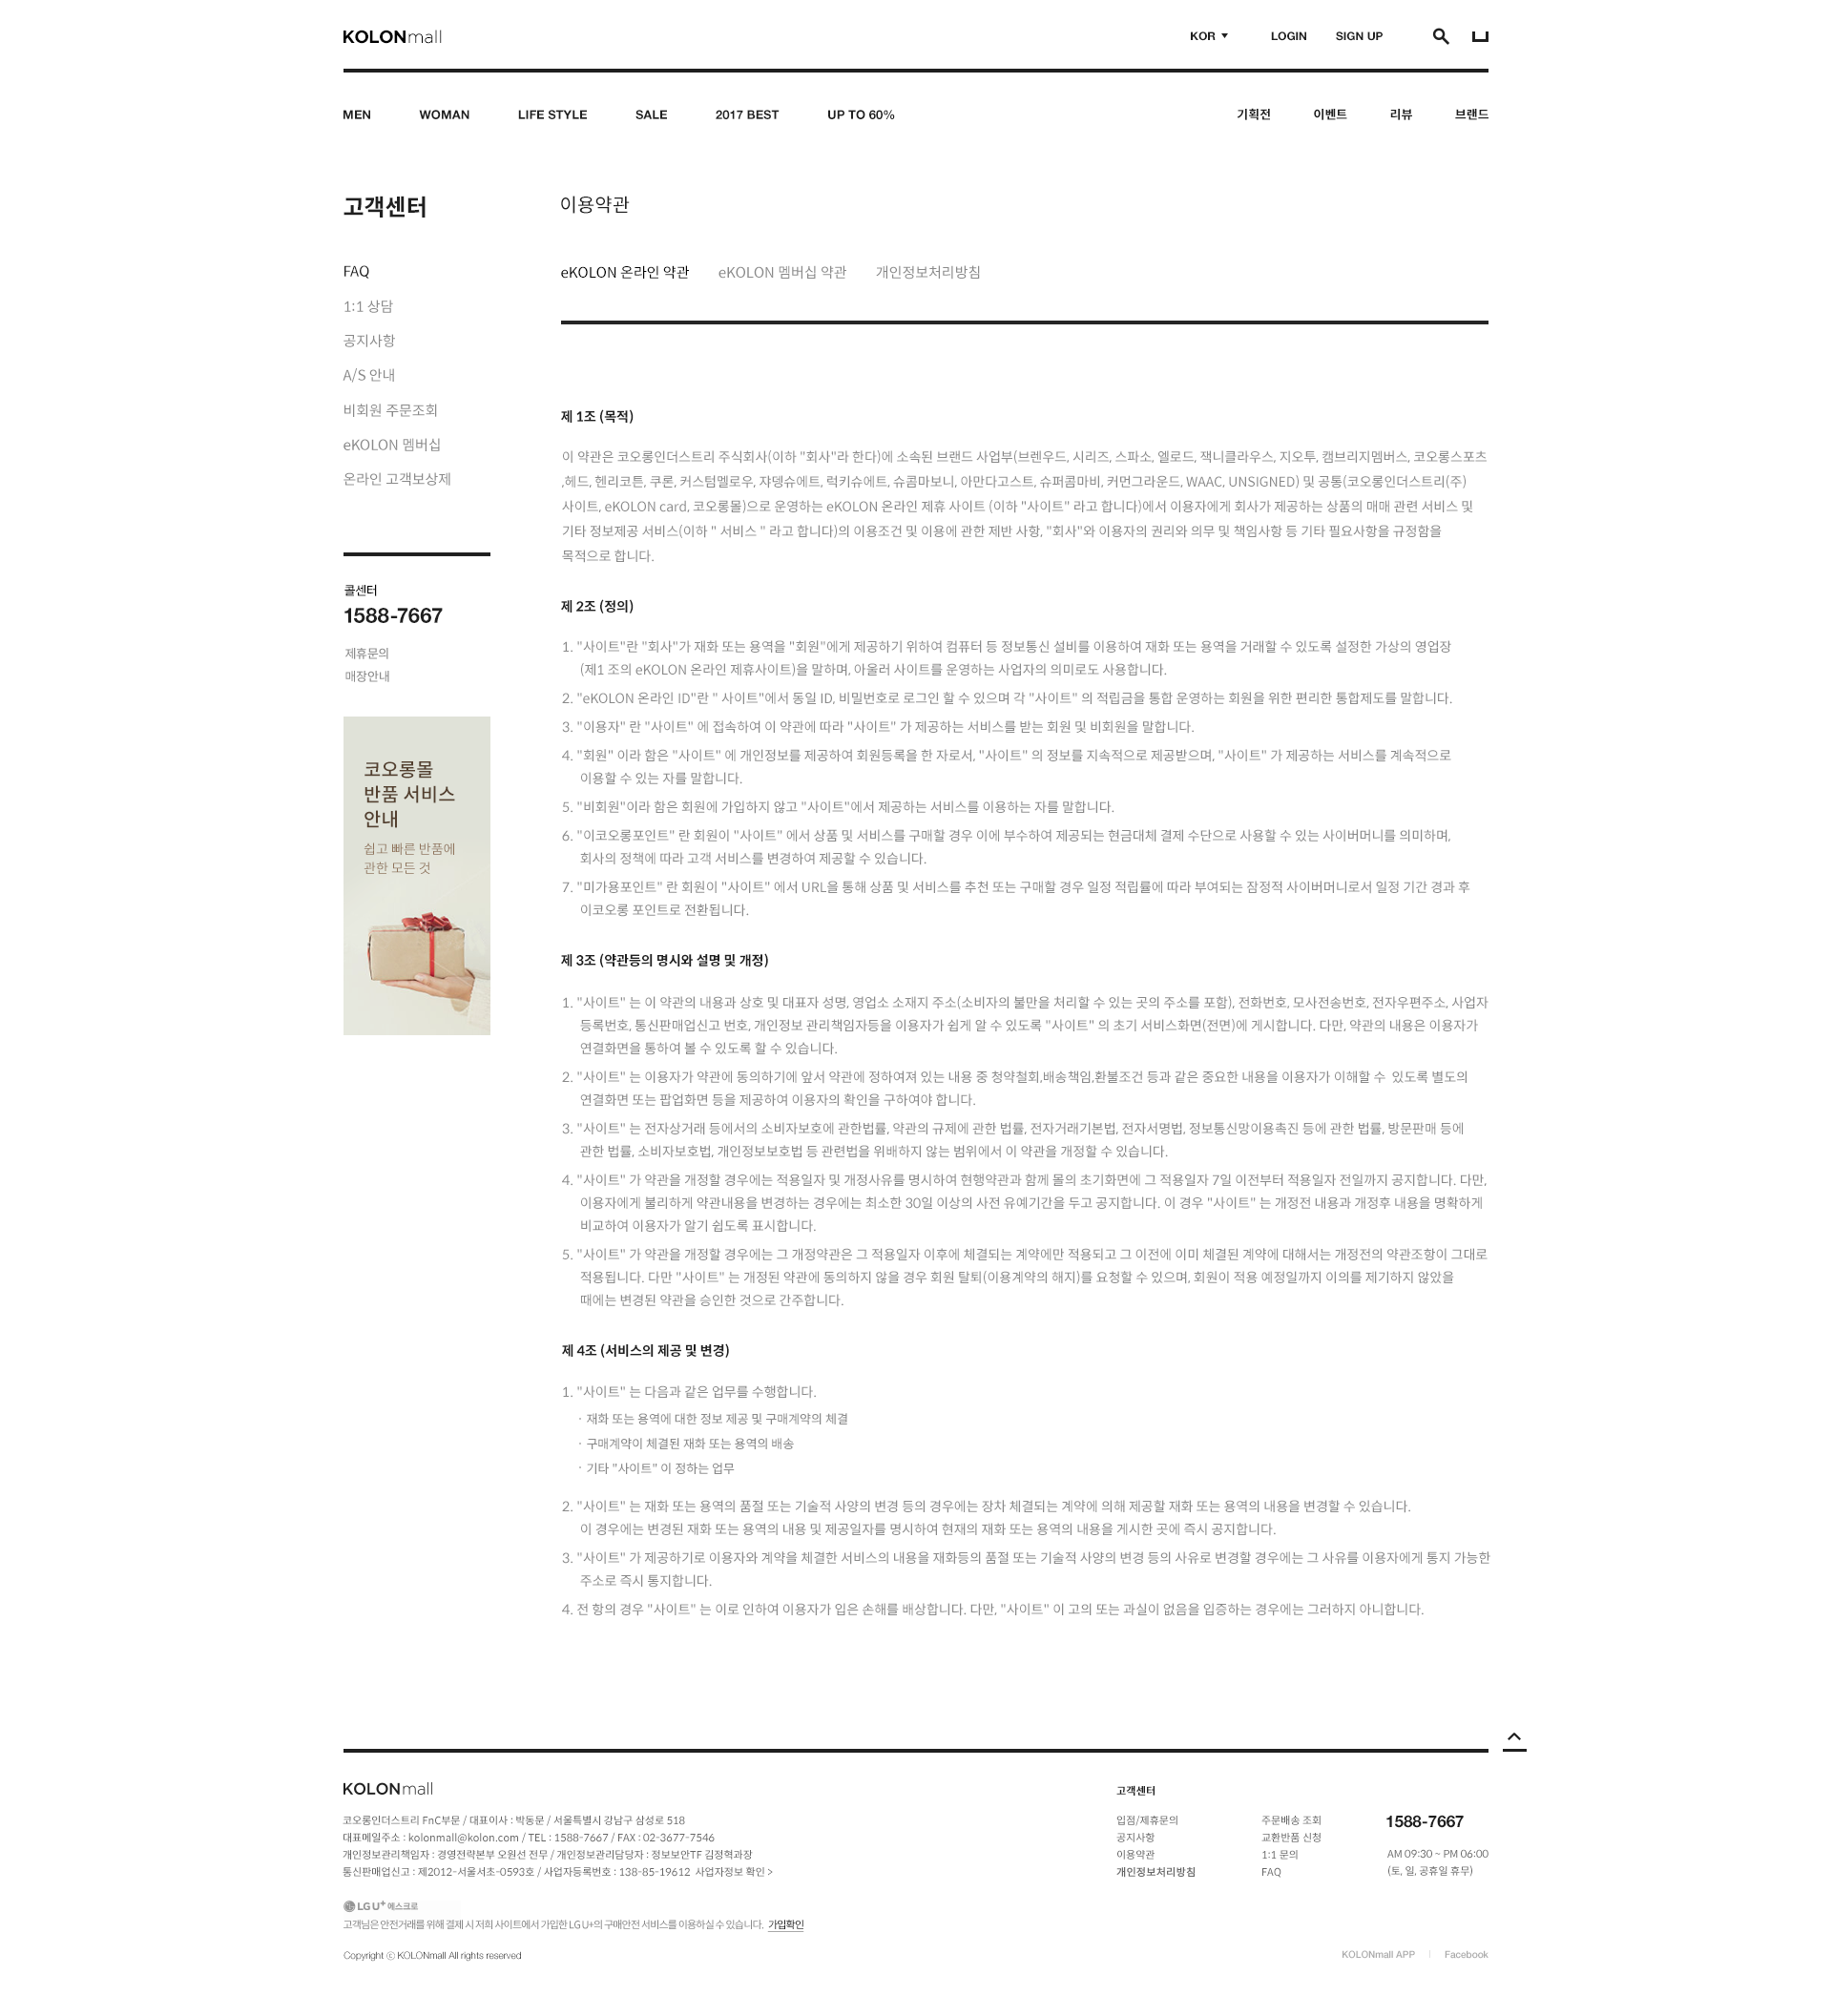 KOLONmall
KOR ▼ LOGIN SIGN UP
MEN WOMAN LIFE STYLE SALE 2017 BEST UP TO 60% 기획전 이벤트 리뷰 브랜드
고객센터
FAQ
1:1 상담
공지사항
A/S 안내
비회원 주문조회
eKOLON 멤버십
온라인 고객보상제
콜센터
1588-7667
제휴문의
매장안내
코오롱몰
반품 서비스
안내
쉽고 빠른 반품에
관한 모든 것
이용약관
eKOLON 온라인 약관 eKOLON 멤버십 약관 개인정보처리방침
제 1조 (목적)
이 약관은 코오롱인더스트리 주식회사(이하 "회사"라 한다)에 소속된 브랜드 사업부(브렌우드, 시리즈, 스파소, 엘로드, 잭니클라우스, 지오투, 캠브리지멤버스, 코오롱스포츠
,헤드, 헨리코튼, 쿠론, 커스텀멜로우, 쟈뎅슈에트, 럭키슈에트, 슈콤마보니, 아만다고스트, 슈퍼콤마비, 커먼그라운드, WAAC, UNSIGNED) 및 공통(코오롱인더스트리(주)
사이트, eKOLON card, 코오롱몰)으로 운영하는 eKOLON 온라인 제휴 사이트 (이하 "사이트" 라고 합니다)에서 이용자에게 회사가 제공하는 상품의 매매 관련 서비스 및
기타 정보제공 서비스(이하 " 서비스 " 라고 합니다)의 이용조건 및 이용에 관한 제반 사항, "회사"와 이용자의 권리와 의무 및 책임사항 등 기타 필요사항을 규정함을
목적으로 합니다.
제 2조 (정의)
1. "사이트"란 "회사"가 재화 또는 용역을 "회원"에게 제공하기 위하여 컴퓨터 등 정보통신 설비를 이용하여 재화 또는 용역을 거래할 수 있도록 설정한 가상의 영업장
(제1 조의 eKOLON 온라인 제휴사이트)을 말하며, 아울러 사이트를 운영하는 사업자의 의미로도 사용합니다.
2. "eKOLON 온라인 ID"란 " 사이트"에서 동일 ID, 비밀번호로 로그인 할 수 있으며 각 "사이트" 의 적립금을 통합 운영하는 회원을 위한 편리한 통합제도를 말합니다.
3. "이용자" 란 "사이트" 에 접속하여 이 약관에 따라 "사이트" 가 제공하는 서비스를 받는 회원 및 비회원을 말합니다.
4. "회원" 이라 함은 "사이트" 에 개인정보를 제공하여 회원등록을 한 자로서, "사이트" 의 정보를 지속적으로 제공받으며, "사이트" 가 제공하는 서비스를 계속적으로
이용할 수 있는 자를 말합니다.
5. "비회원"이라 함은 회원에 가입하지 않고 "사이트"에서 제공하는 서비스를 이용하는 자를 말합니다.
6. "이코오롱포인트" 란 회원이 "사이트" 에서 상품 및 서비스를 구매할 경우 이에 부수하여 제공되는 현금대체 결제 수단으로 사용할 수 있는 사이버머니를 의미하며,
회사의 정책에 따라 고객 서비스를 변경하여 제공할 수 있습니다.
7. "미가용포인트" 란 회원이 "사이트" 에서 URL을 통해 상품 및 서비스를 추천 또는 구매할 경우 일정 적립률에 따라 부여되는 잠정적 사이버머니로서 일정 기간 경과 후
이코오롱 포인트로 전환됩니다.
제 3조 (약관등의 명시와 설명 및 개정)
1. "사이트" 는 이 약관의 내용과 상호 및 대표자 성명, 영업소 소재지 주소(소비자의 불만을 처리할 수 있는 곳의 주소를 포함), 전화번호, 모사전송번호, 전자우편주소, 사업자
등록번호, 통신판매업신고 번호, 개인정보 관리책임자등을 이용자가 쉽게 알 수 있도록 "사이트" 의 초기 서비스화면(전면)에 게시합니다. 다만, 약관의 내용은 이용자가
연결화면을 통하여 볼 수 있도록 할 수 있습니다.
2. "사이트" 는 이용자가 약관에 동의하기에 앞서 약관에 정하여져 있는 내용 중 청약철회,배송책임,환불조건 등과 같은 중요한 내용을 이용자가 이해할 수 있도록 별도의
연결화면 또는 팝업화면 등을 제공하여 이용자의 확인을 구하여야 합니다.
3. "사이트" 는 전자상거래 등에서의 소비자보호에 관한법률, 약관의 규제에 관한 법률, 전자거래기본법, 전자서명법, 정보통신망이용촉진 등에 관한 법률, 방문판매 등에
관한 법률, 소비자보호법, 개인정보보호법 등 관련법을 위배하지 않는 범위에서 이 약관을 개정할 수 있습니다.
4. "사이트" 가 약관을 개정할 경우에는 적용일자 및 개정사유를 명시하여 현행약관과 함께 몰의 초기화면에 그 적용일자 7일 이전부터 적용일자 전일까지 공지합니다. 다만,
이용자에게 불리하게 약관내용을 변경하는 경우에는 최소한 30일 이상의 사전 유예기간을 두고 공지합니다. 이 경우 "사이트" 는 개정전 내용과 개정후 내용을 명확하게
비교하여 이용자가 알기 쉽도록 표시합니다.
5. "사이트" 가 약관을 개정할 경우에는 그 개정약관은 그 적용일자 이후에 체결되는 계약에만 적용되고 그 이전에 이미 체결된 계약에 대해서는 개정전의 약관조항이 그대로
적용됩니다. 다만 "사이트" 는 개정된 약관에 동의하지 않을 경우 회원 탈퇴(이용계약의 해지)를 요청할 수 있으며, 회원이 적용 예정일까지 이의를 제기하지 않았을
때에는 변경된 약관을 승인한 것으로 간주합니다.
제 4조 (서비스의 제공 및 변경)
1. "사이트" 는 다음과 같은 업무를 수행합니다.
· 재화 또는 용역에 대한 정보 제공 및 구매계약의 체결
· 구매계약이 체결된 재화 또는 용역의 배송
· 기타 "사이트" 이 정하는 업무
2. "사이트" 는 재화 또는 용역의 품절 또는 기술적 사양의 변경 등의 경우에는 장차 체결되는 계약에 의해 제공할 재화 또는 용역의 내용을 변경할 수 있습니다.
이 경우에는 변경된 재화 또는 용역의 내용 및 제공일자를 명시하여 현재의 재화 또는 용역의 내용을 게시한 곳에 즉시 공지합니다.
3. "사이트" 가 제공하기로 이용자와 계약을 체결한 서비스의 내용을 재화등의 품절 또는 기술적 사양의 변경 등의 사유로 변경할 경우에는 그 사유를 이용자에게 통지 가능한
주소로 즉시 통지합니다.
4. 전 항의 경우 "사이트" 는 이로 인하여 이용자가 입은 손해를 배상합니다. 다만, "사이트" 이 고의 또는 과실이 없음을 입증하는 경우에는 그러하지 아니합니다.
KOLONmall
코오롱인더스트리 FnC부문 / 대표이사 : 박동문 / 서울특별시 강남구 삼성로 518
대표메일주소 : kolonmall@kolon.com / TEL : 1588-7667 / FAX : 02-3677-7546
개인정보관리책임자 : 경영전략본부 오원선 전무 / 개인정보관리담당자 : 정보보안TF 김정혁과장
통신판매업신고 : 제2012-서울서초-0593호 / 사업자등록번호 : 138-85-19612 사업자정보 확인 >
LG U+ 에스크로
고객님은 안전거래를 위해 결제 시 저희 사이트에서 가입한 LG U+의 구매안전 서비스를 이용하실 수 있습니다. 가입확인
Copyright ⓒ KOLONmall All rights reserved
고객센터
입점/제휴문의 주문배송 조회 1588-7667
공지사항 교환반품 신청
이용약관 1:1 문의 AM 09:30 ~ PM 06:00
개인정보처리방침 FAQ (토, 일, 공휴일 휴무)
KOLONmall APP | Facebook